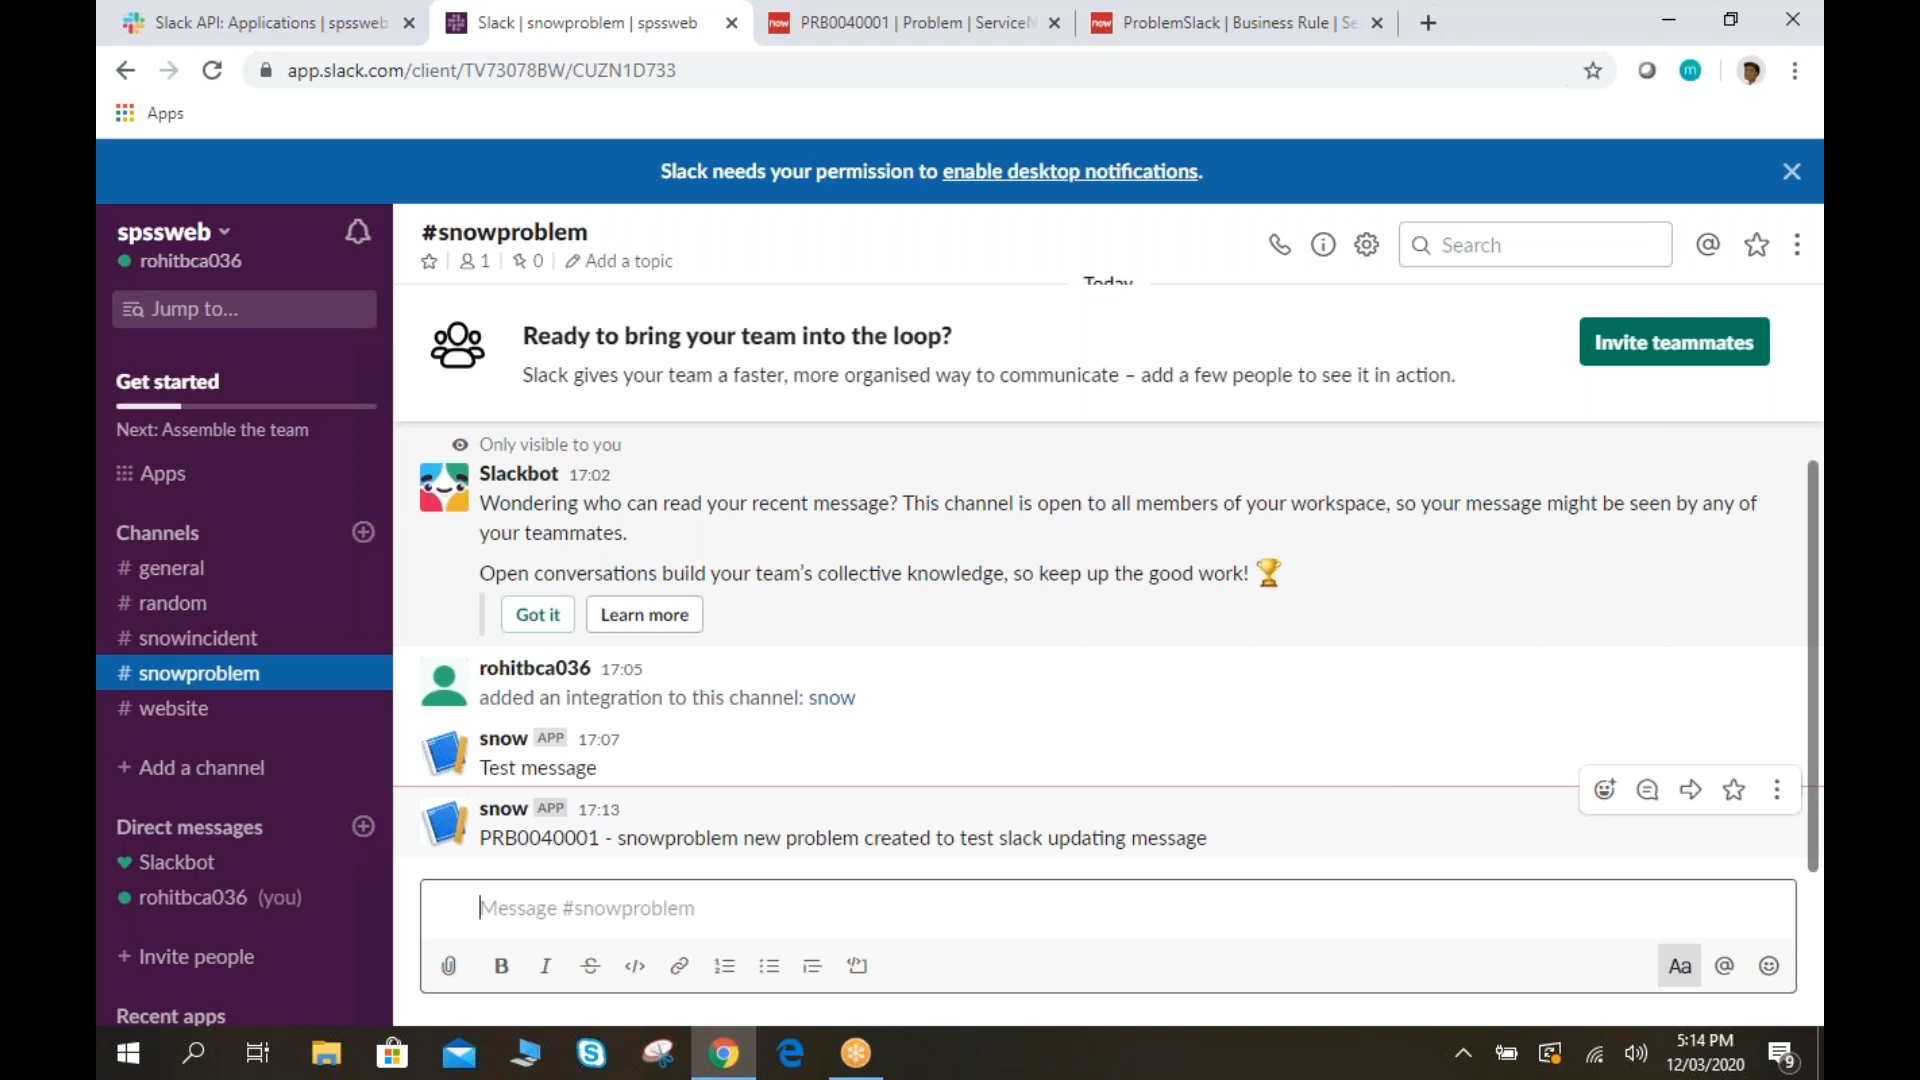 Slack API: Applications | spssweb
Slack | snowproblem | spssweb
now PRB0040001 | Problem | ServiceN
now ProblemSlack | Business Rule | Se
app.slack.com/client/TV73078BW/CUZN1D733
m
Apps
Slack needs your permission to enable desktop notifications.
spssweb
rohitbca036
Jump to...
Get started
Next: Assemble the team
Apps
Channels
# general
# random
# snowincident
# snowproblem
# website
+ Add a channel
Direct messages
Slackbot
rohitbca036 (you)
+ Invite people
Recent apps
#snowproblem
1 | 0 | Add a topic
Search
Today
Ready to bring your team into the loop?
Slack gives your team a faster, more organised way to communicate – add a few people to see it in action.
Invite teammates
Only visible to you
Slackbot 17:02
Wondering who can read your recent message? This channel is open to all members of your workspace, so your message might be seen by any of
your teammates.
Open conversations build your team's collective knowledge, so keep up the good work!
Got it
Learn more
rohitbca036 17:05
added an integration to this channel: snow
snow APP 17:07
Test message
snow APP 17:13
PRB0040001 - snowproblem new problem created to test slack updating message
Message #snowproblem
B I S </>
Aa @
5:14 PM
12/03/2020
9